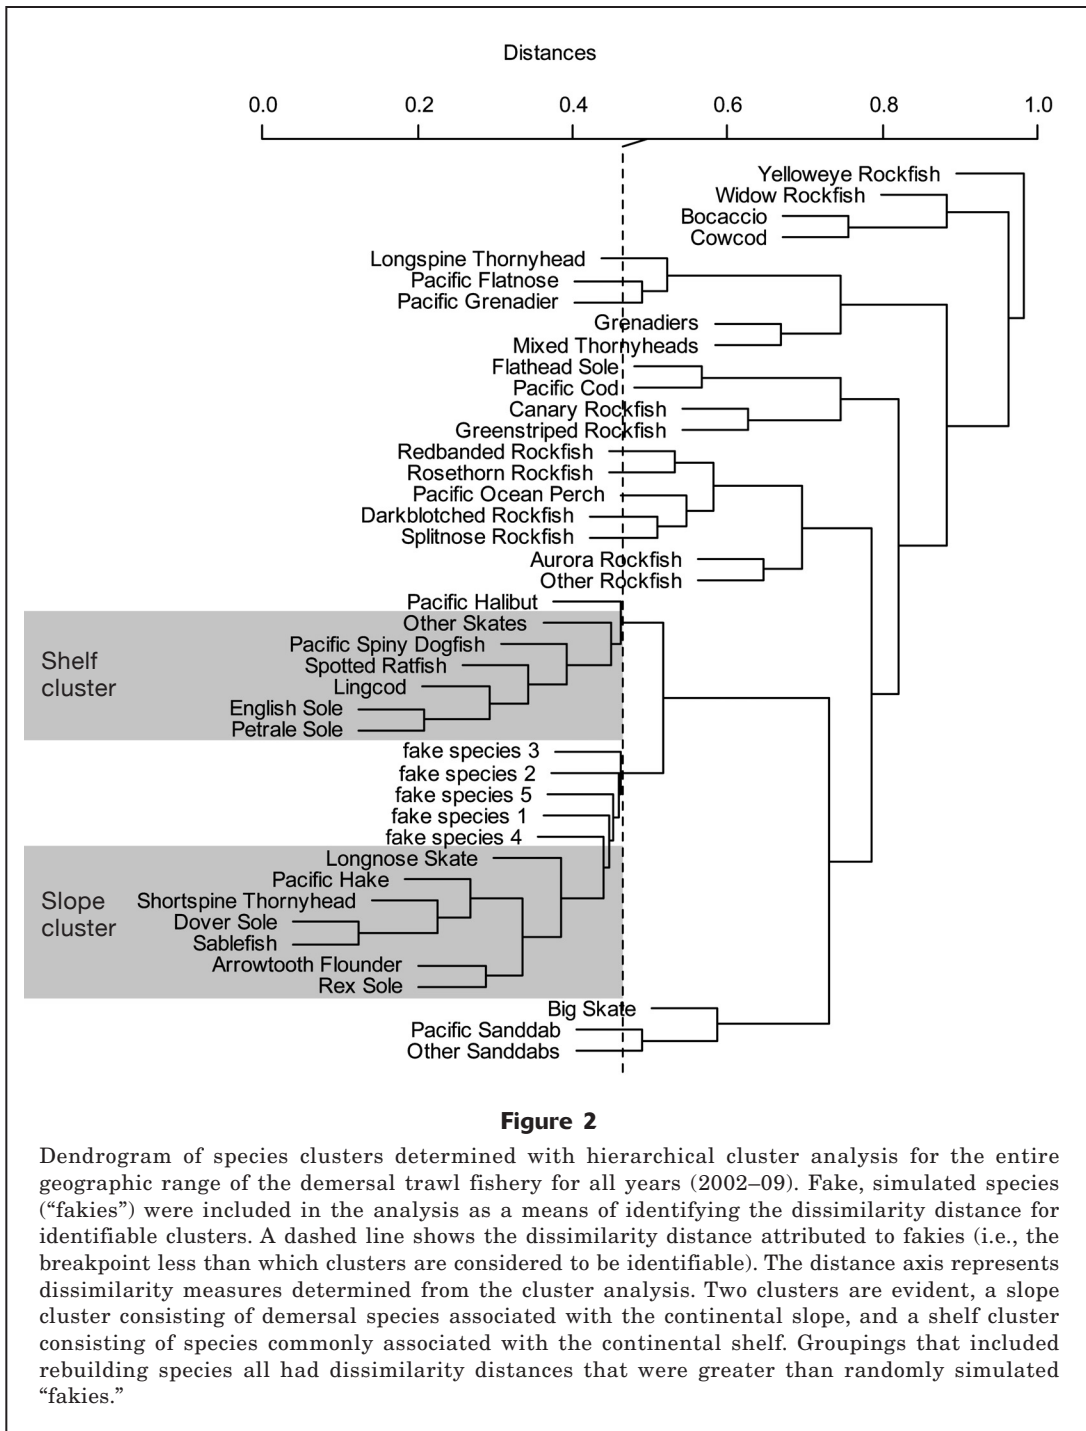 Distances
0.0 0.2 0.4 0.6 0.8 1.0
Yelloweye Rockfish
Widow Rockfish
Bocaccio
Cowcod
Longspine Thornyhead
Pacific Flatnose
Pacific Grenadier
Grenadiers
Mixed Thornyheads
Flathead Sole
Pacific Cod
Canary Rockfish
Greenstriped Rockfish
Redbanded Rockfish
Rosethorn Rockfish
Pacific Ocean Perch
Darkblotched Rockfish
Splitnose Rockfish
Aurora Rockfish
Other Rockfish
Pacific Halibut
Shelf
cluster
Other Skates
Pacific Spiny Dogfish
Spotted Ratfish
Lingcod
English Sole
Petrale Sole
fake species 3
fake species 2
fake species 5
fake species 1
fake species 4
Slope
cluster
Longnose Skate
Pacific Hake
Shortspine Thornyhead
Dover Sole
Sablefish
Arrowtooth Flounder
Rex Sole
Big Skate
Pacific Sanddab
Other Sanddabs
Figure 2
Dendrogram of species clusters determined with hierarchical cluster analysis for the entire
geographic range of the demersal trawl fishery for all years (2002–09). Fake, simulated species
(“fakies”) were included in the analysis as a means of identifying the dissimilarity distance for
identifiable clusters. A dashed line shows the dissimilarity distance attributed to fakies (i.e., the
breakpoint less than which clusters are considered to be identifiable). The distance axis represents
dissimilarity measures determined from the cluster analysis. Two clusters are evident, a slope
cluster consisting of demersal species associated with the continental slope, and a shelf cluster
consisting of species commonly associated with the continental shelf. Groupings that included
rebuilding species all had dissimilarity distances that were greater than randomly simulated
“fakies.”